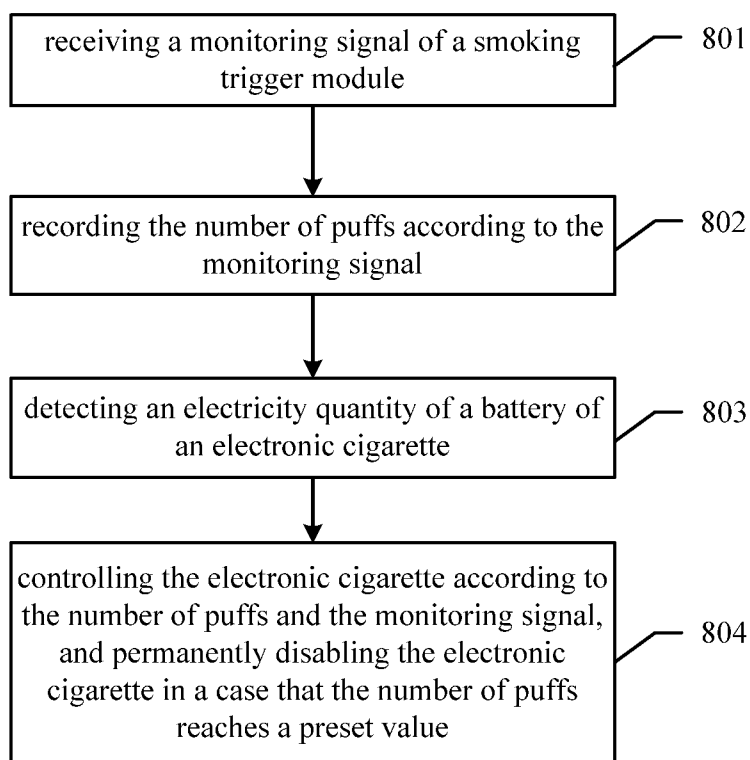 receiving a monitoring signal of a smoking
trigger module
801
recording the number of puffs according to the
monitoring signal
802
detecting an electricity quantity of a battery of
an electronic cigarette
803
controlling the electronic cigarette according to
the number of puffs and the monitoring signal,
and permanently disabling the electronic
cigarette in a case that the number of puffs
reaches a preset value
804